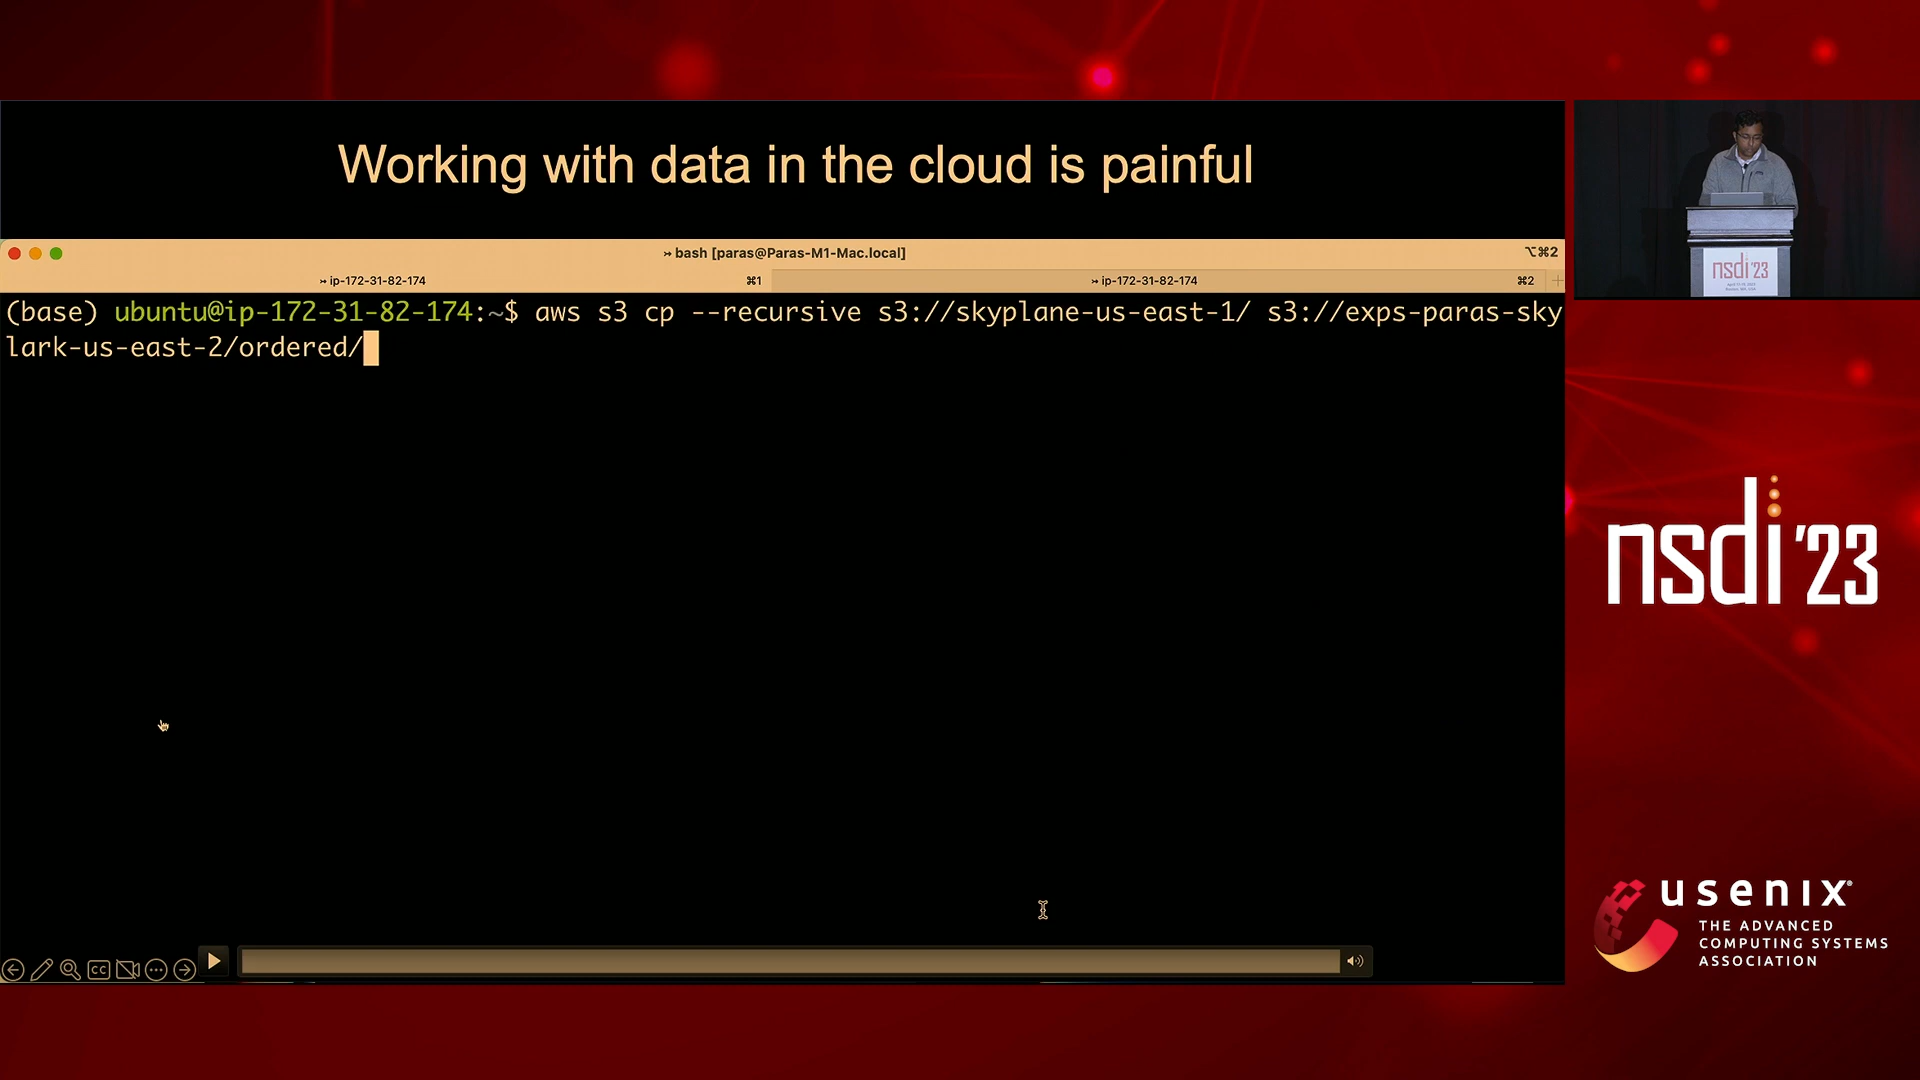 Working with data in the cloud is painful
bash [paras@Paras-M1-Mac.local]
⌥⌘2
ip-172-31-82-174
⌘1
ip-172-31-82-174
⌘2
(base) ubuntu@ip-172-31-82-174:~$ aws s3 cp --recursive s3://skyplane-us-east-1/ s3://exps-paras-sky
lark-us-east-2/ordered/
CC
nsdi '23
nsdi '23
usenix®
THE ADVANCED
COMPUTING SYSTEMS
ASSOCIATION